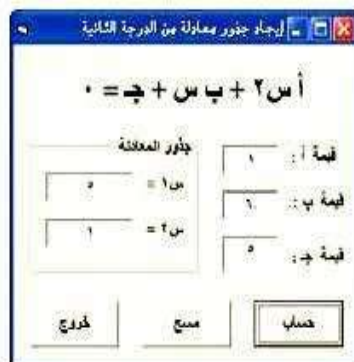 إيجاد جذور معادلة من الدرجة الثانية
أ س٢ + ب س + جـ = ٠
قيمة أ : ١
قيمة ب : ٦
قيمة جـ : ٥
جذور المعادلة
س١ = ٥
س٢ = ١
حساب
مسح
خروج